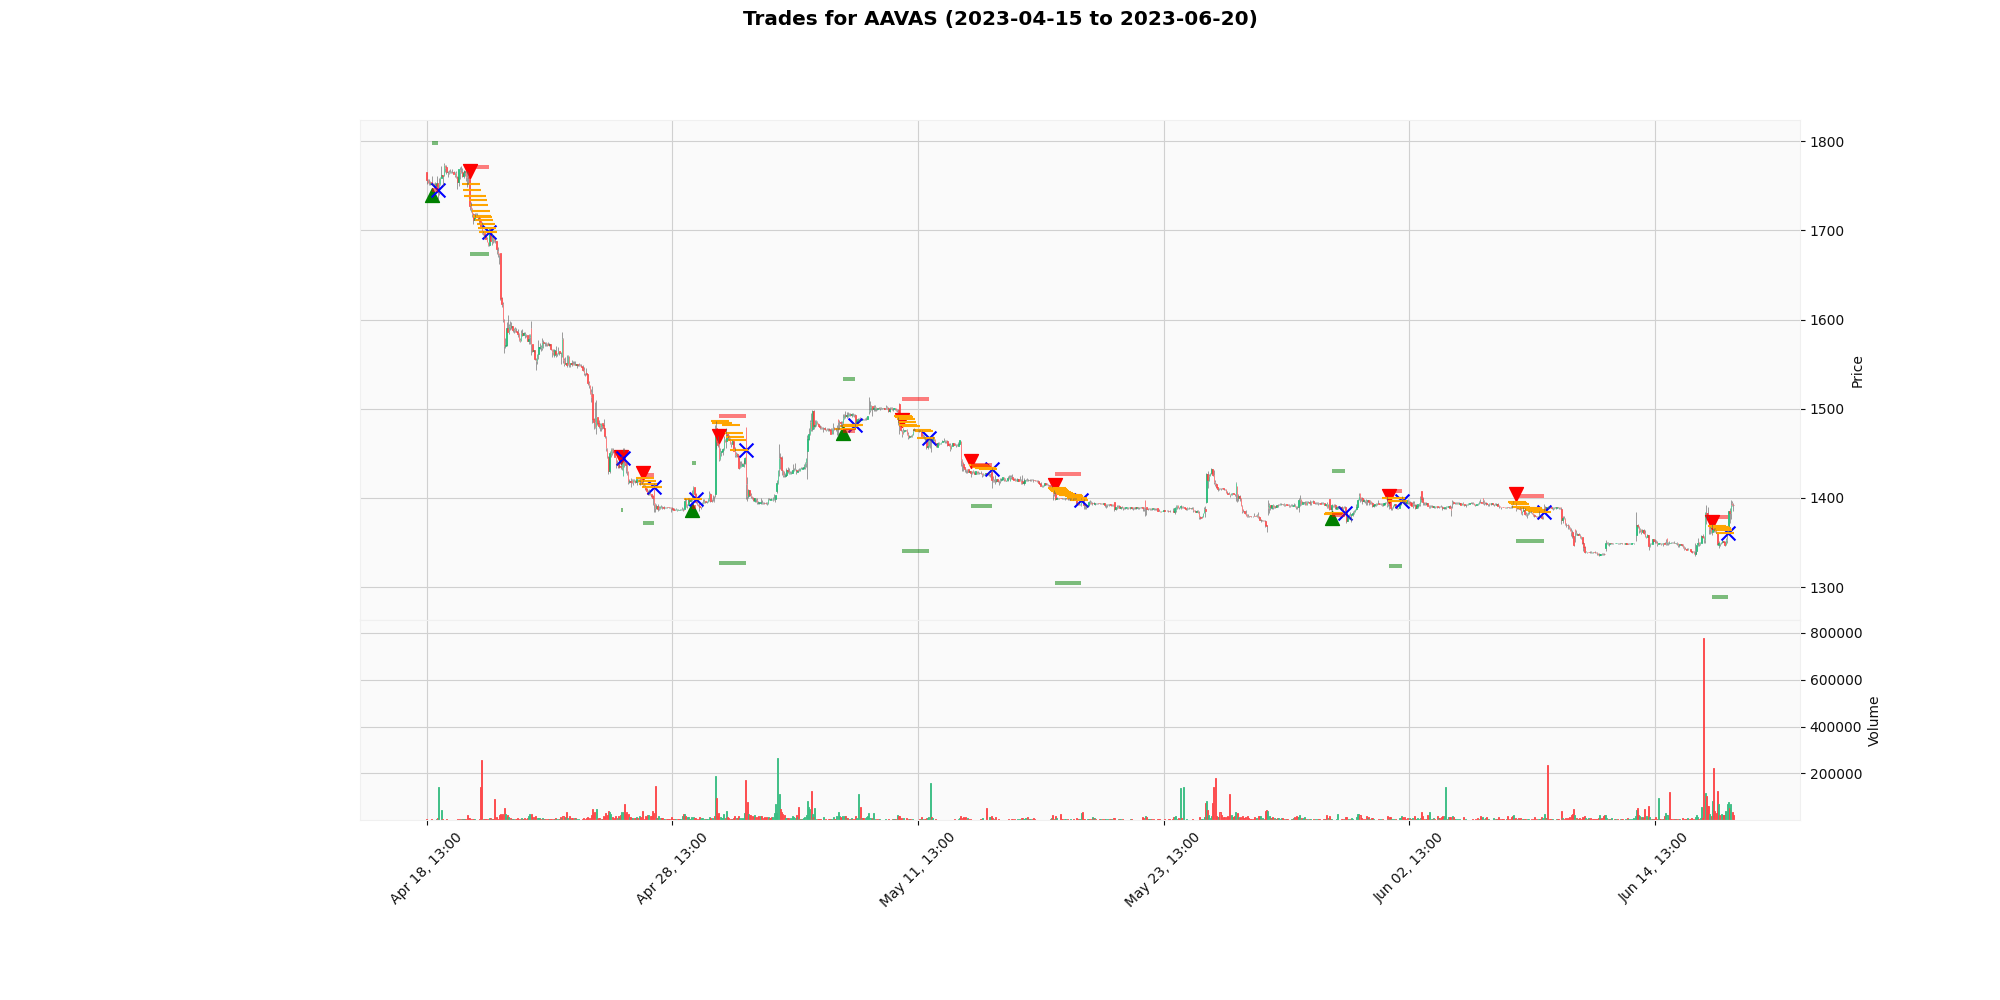 Trades for AAVAS (2023-04-15 to 2023-06-20)
1800
1700
1600
1500
1400
1300
Price
800000
600000
400000
200000
Volume
Apr 18, 13:00
Apr 28, 13:00
May 11, 13:00
May 23, 13:00
Jun 02, 13:00
Jun 14, 13:00